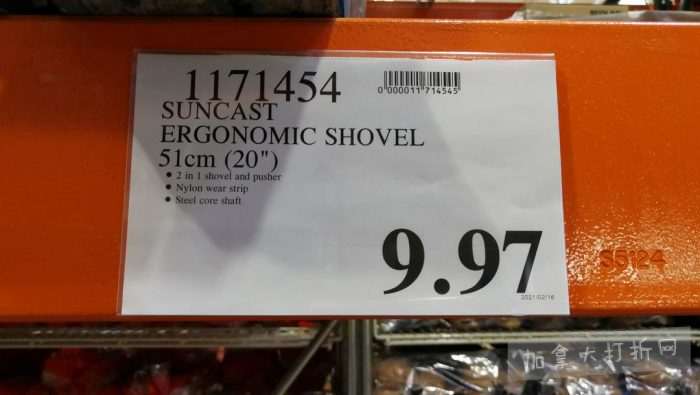 1171454
0 000011 714545
SUNCAST
ERGONOMIC SHOVEL
51cm (20")
• 2 in 1 shovel and pusher
• Nylon wear strip
• Steel core shaft
9.97
2021/02/16
S5124
加拿大打折网